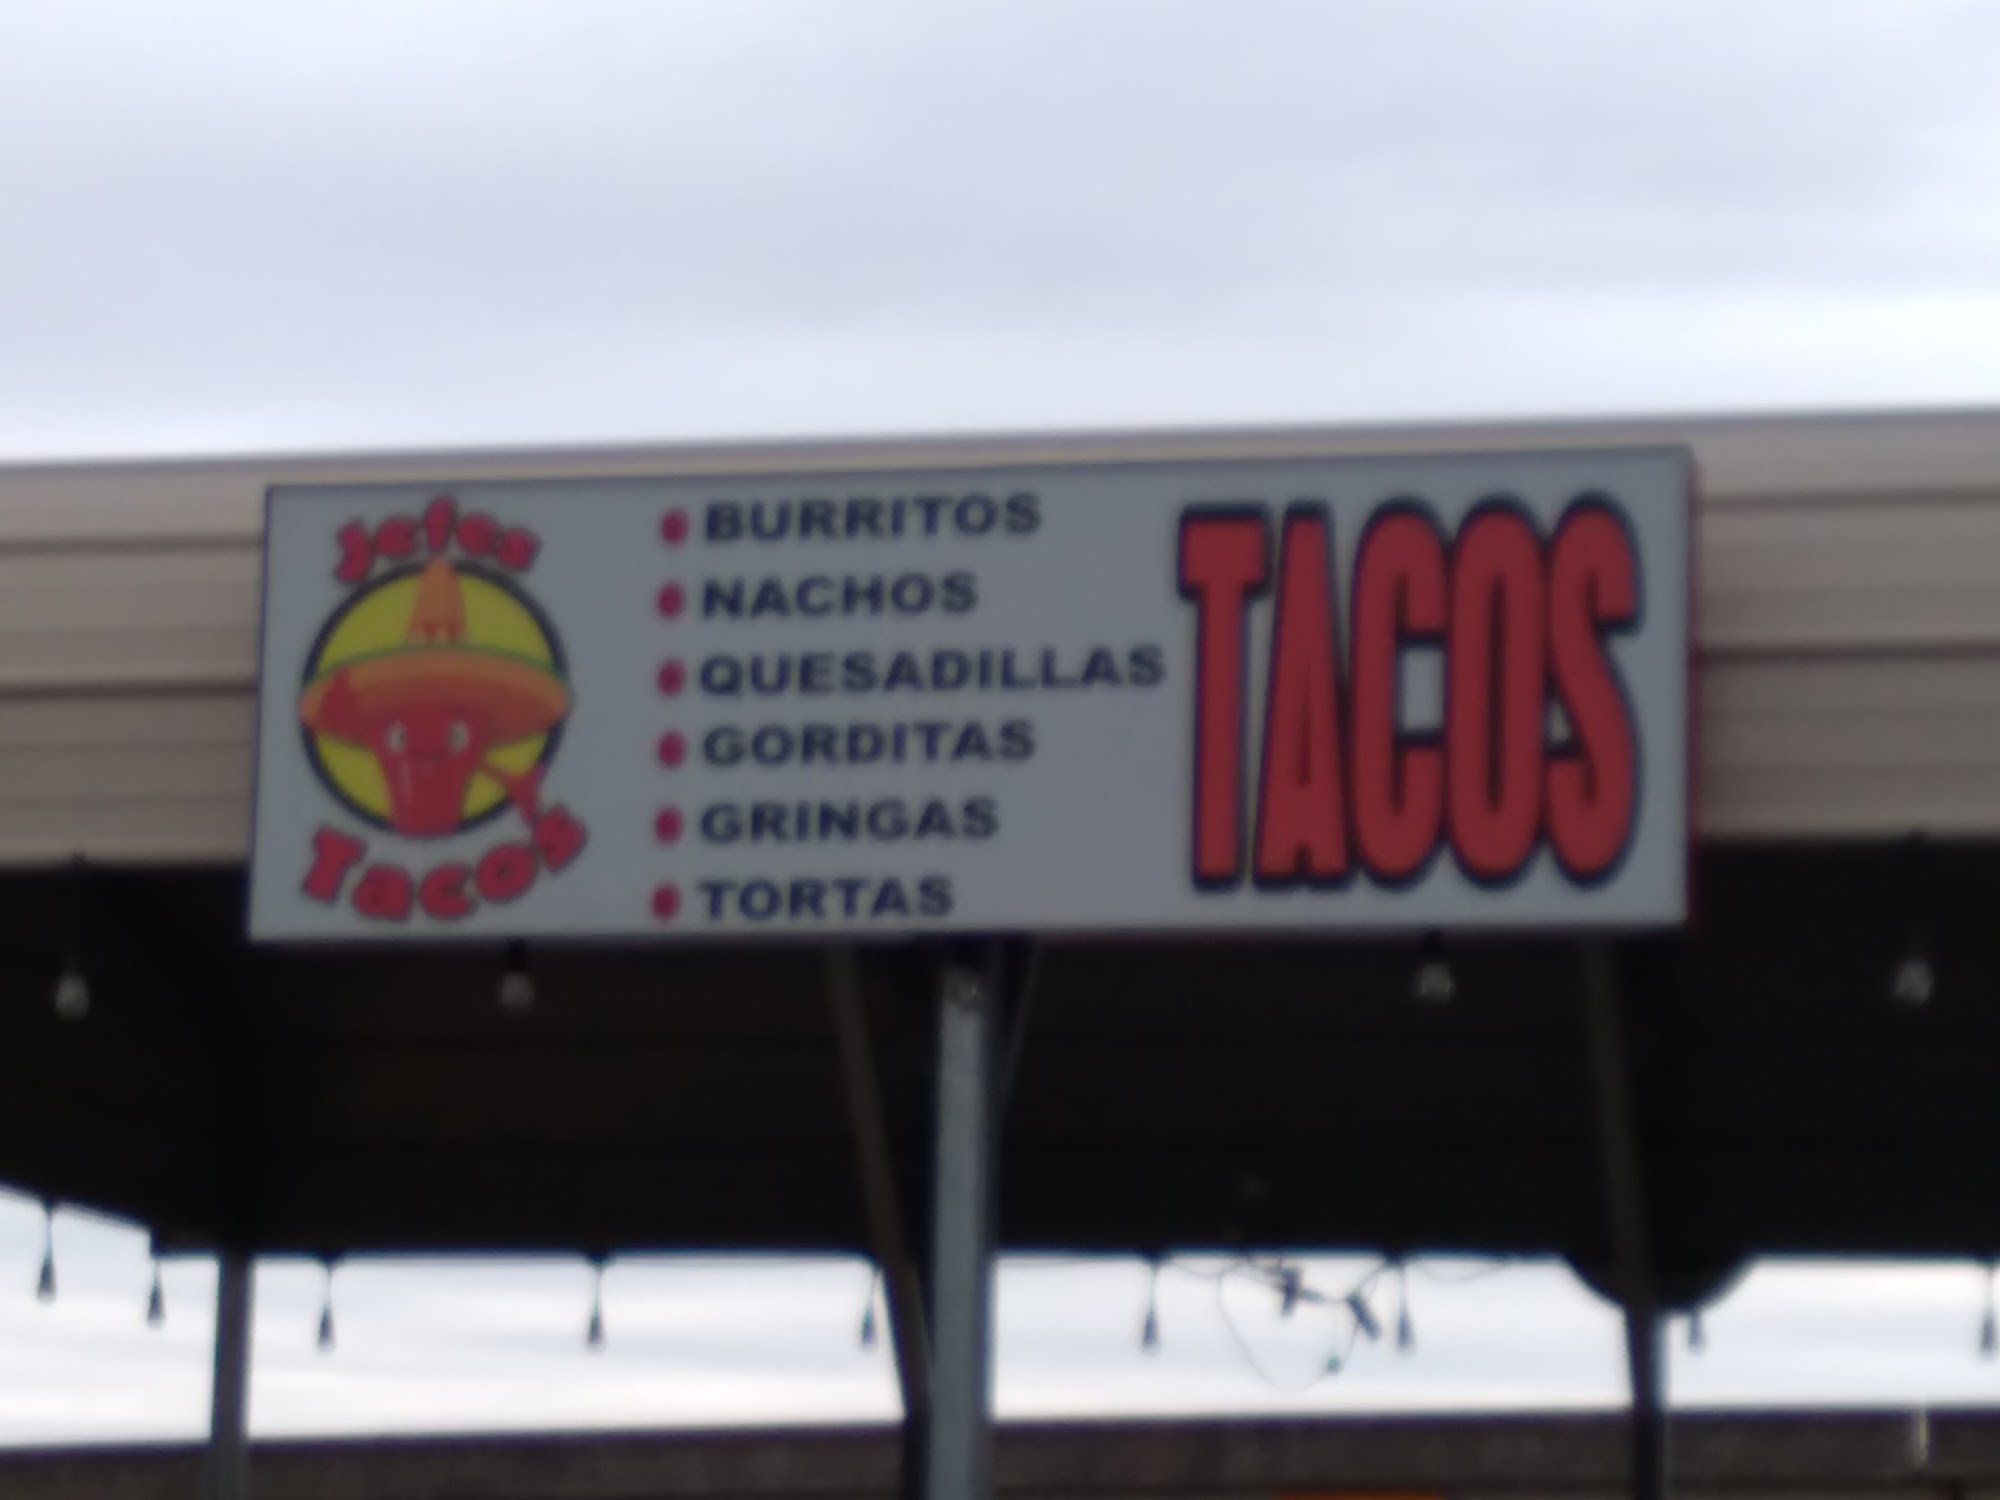 Jefes
Tacos
BURRITOS
NACHOS
QUESADILLAS
GORDITAS
GRINGAS
TORTAS
TACOS